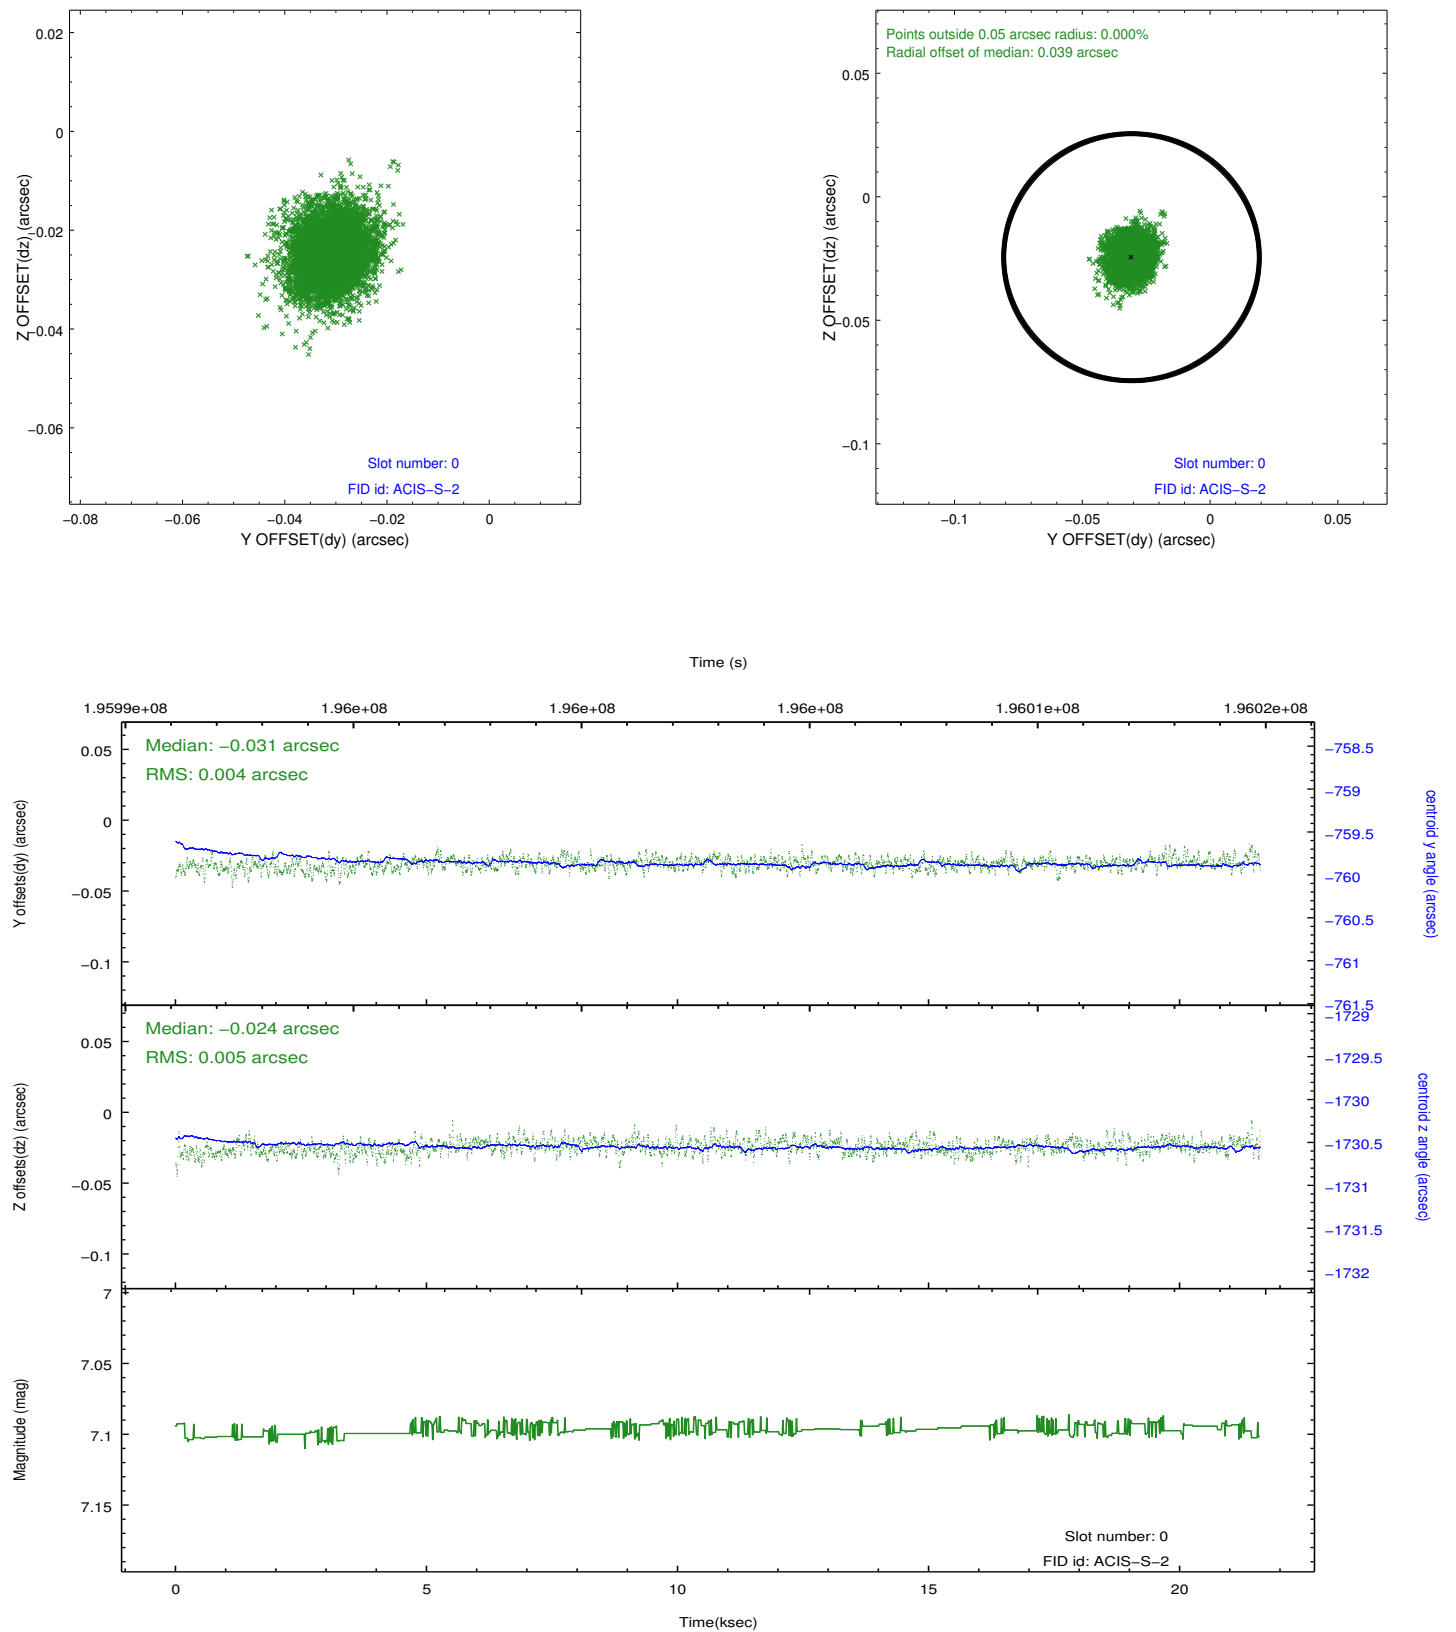 0.02
0
−0.02
−0.04
−0.06
Z OFFSET(dz) (arcsec)
Slot number: 0
FID id: ACIS−S−2
−0.08
−0.06
−0.04
−0.02
0
Y OFFSET(dy) (arcsec)
Points outside 0.05 arcsec radius: 0.000%
Radial offset of median: 0.039 arcsec
0.05
0
−0.05
−0.1
Z OFFSET(dz) (arcsec)
Slot number: 0
FID id: ACIS−S−2
−0.1
−0.05
0
0.05
Y OFFSET(dy) (arcsec)
Time (s)
1.9599e+08
1.96e+08
1.96e+08
1.96e+08
1.9601e+08
1.9602e+08
Median: −0.031 arcsec
RMS: 0.004 arcsec
0.05
0
−0.05
−0.1
Y offsets(dy) (arcsec)
−758.5
−759
−759.5
−760
−760.5
−761
−761.5
centroid y angle (arcsec)
Median: −0.024 arcsec
RMS: 0.005 arcsec
0.05
0
−0.05
−0.1
Z offsets(dz) (arcsec)
−1729
−1729.5
−1730
−1730.5
−1731
−1731.5
−1732
centroid z angle (arcsec)
7
7.05
7.1
7.15
Magnitude (mag)
Slot number: 0
FID id: ACIS−S−2
0
5
10
15
20
Time(ksec)